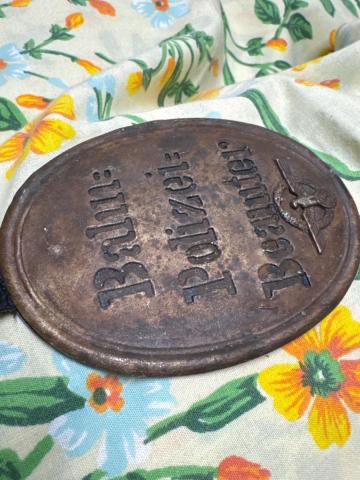 Bahn=
Polizei=
Beamter